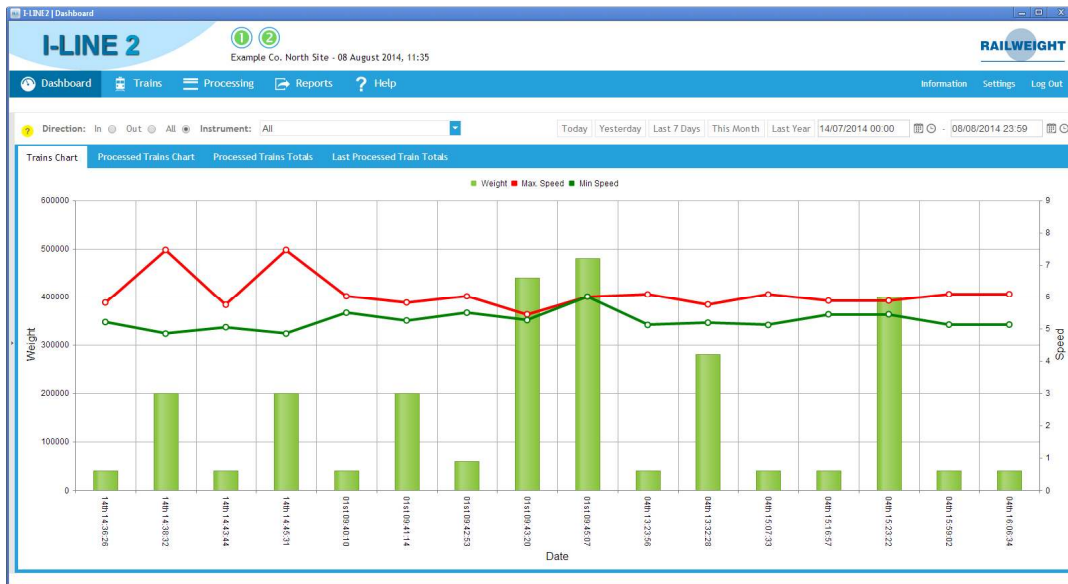 I-LINE2 | Dashboard
I-LINE 2
1 2
Example Co. North Site - 08 August 2014, 11:35
RAILWEIGHT
Dashboard Trains Processing Reports ? Help Information Settings Log Out
? Direction: In Out All Instrument: All Today Yesterday Last 7 Days This Month Last Year 14/07/2014 00:00 - 08/08/2014 23:59
Trains Chart Processed Trains Chart Processed Trains Totals Last Processed Train Totals
Weight Max. Speed Min Speed
600000 9
8
500000
7
400000 6
5
300000
4
200000 3
2
100000
1
0 0
Weight
Speed
14th 14:36:26
14th 14:38:32
14th 14:43:44
14th 14:45:31
01st 09:40:10
01st 09:41:14
01st 09:42:53
01st 09:43:20
01st 09:45:07
04th 13:23:56
04th 13:32:28
04th 15:07:33
04th 15:16:57
04th 15:23:22
04th 15:59:02
04th 16:06:34
Date